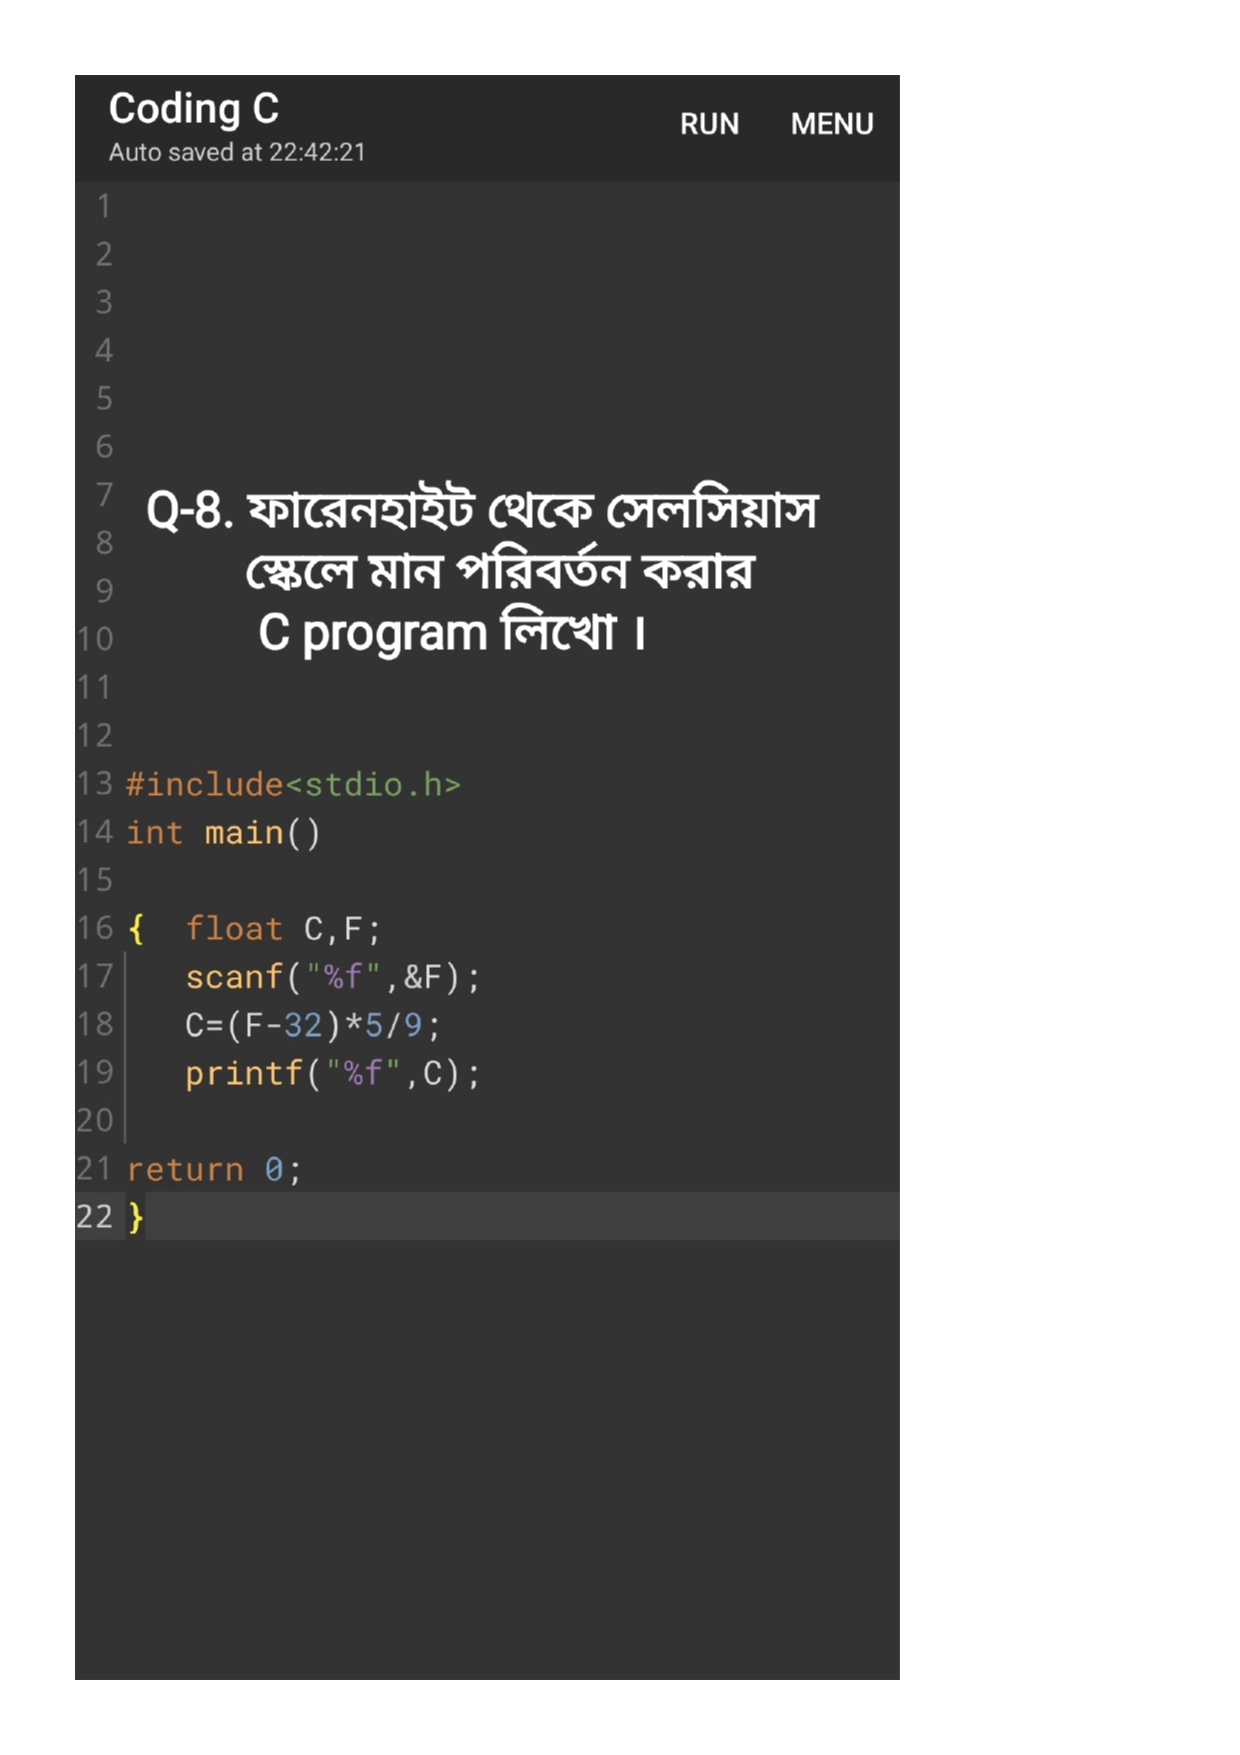 Coding C
RUN MENU
Auto saved at 22:42:21
1
2
3
4
5
6
7 Q-8. ফারেনহাইট থেকে সেলসিয়াস
8
স্কেলে মান পরিবর্তন করার
9
10 C program লিখো ।
11
12
13 #include<stdio.h>
14 int main()
15
16 {  float C,F;
17    scanf("%f",&F);
18    C=(F-32)*5/9;
19    printf("%f",C);
20
21 return 0;
22 }